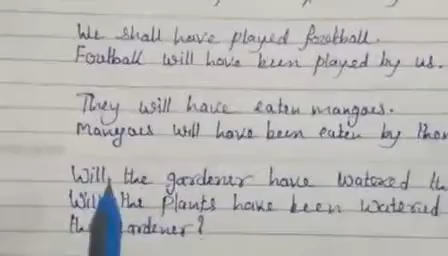 We shall have played football.
Football will have been played by us.
They will have eaten mangoes.
Mangoes will have been eaten by
Will the gardener have watered
Will the Plants have been watered
gardener?